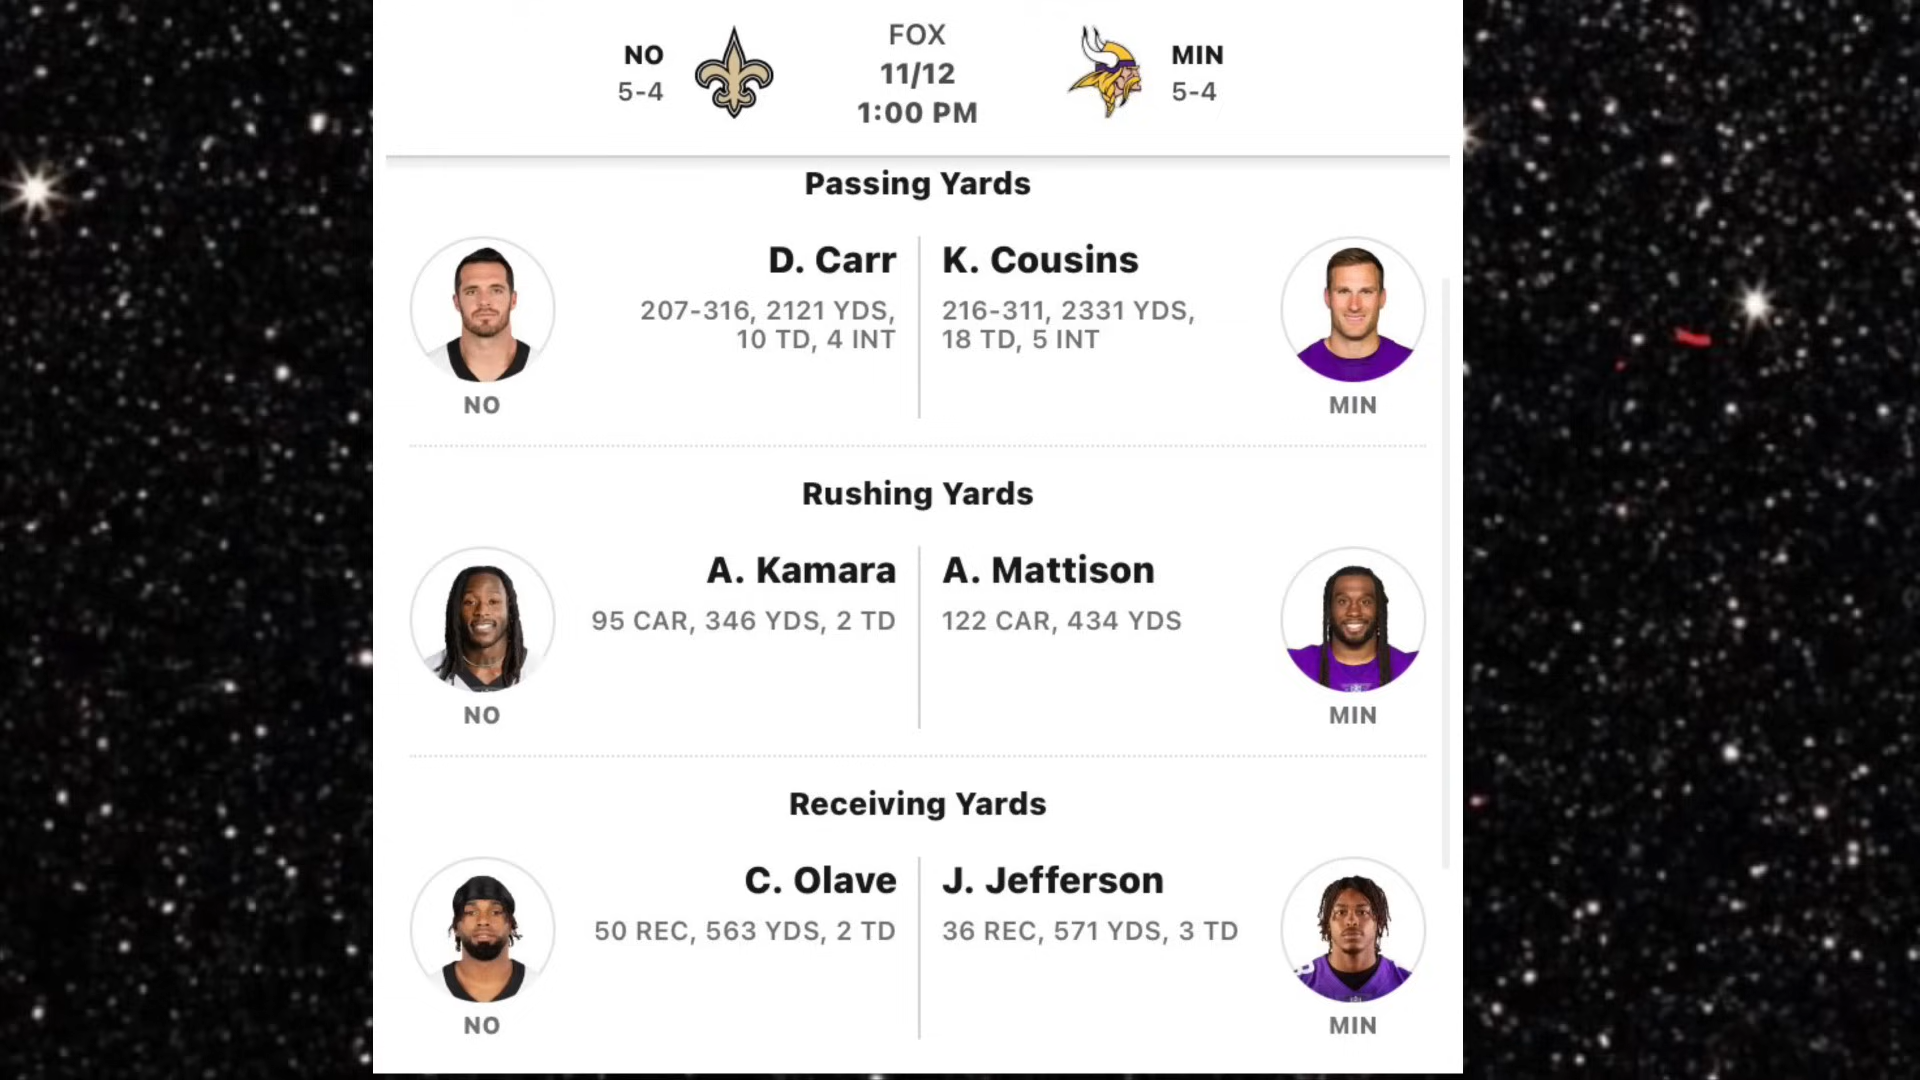 NO
5-4
FOX
11/12
1:00 PM
MIN
5-4
Passing Yards
D. Carr
207-316, 2121 YDS,
10 TD, 4 INT
NO
K. Cousins
216-311, 2331 YDS,
18 TD, 5 INT
MIN
Rushing Yards
A. Kamara
95 CAR, 346 YDS, 2 TD
NO
A. Mattison
122 CAR, 434 YDS
MIN
Receiving Yards
C. Olave
50 REC, 563 YDS, 2 TD
NO
J. Jefferson
36 REC, 571 YDS, 3 TD
MIN